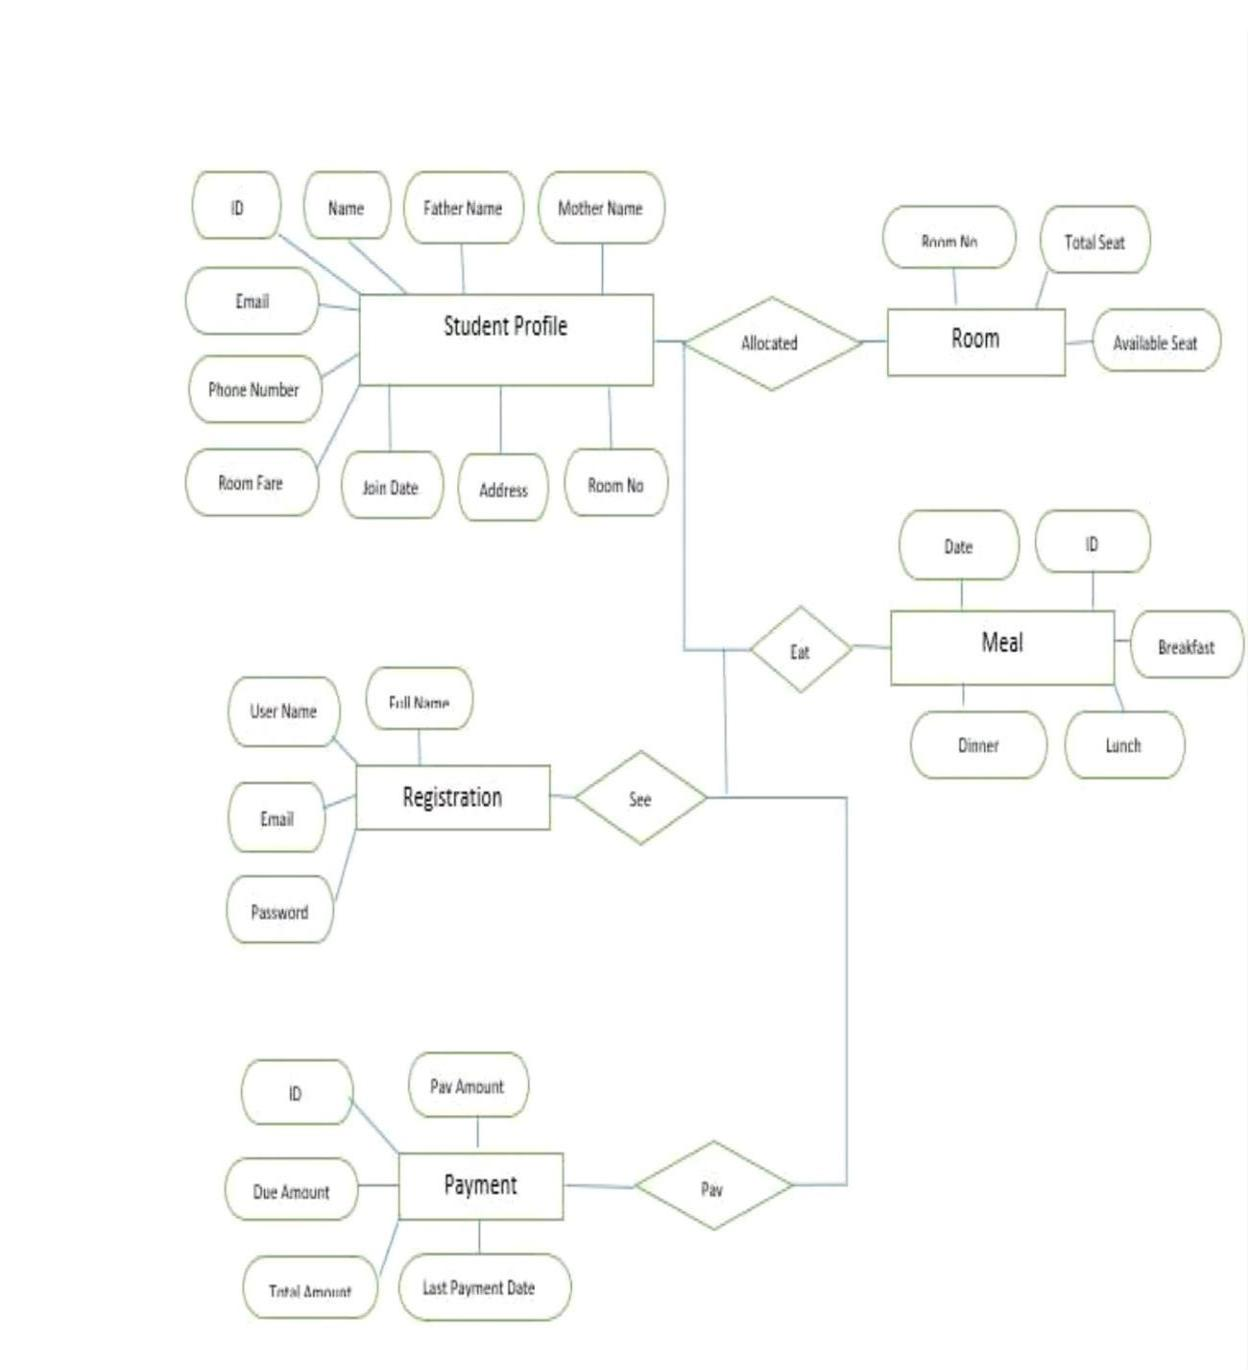 ID
Name
Father Name
Mother Name
Room No
Total Seat
Email
Student Profile
Allocated
Room
Available Seat
Phone Number
Room Fare
Join Date
Address
Room No
Date
ID
Eat
Meal
Breakfast
User Name
Full Name
Dinner
Lunch
Registration
See
Email
Password
ID
Pay Amount
Due Amount
Payment
Pay
Total Amount
Last Payment Date